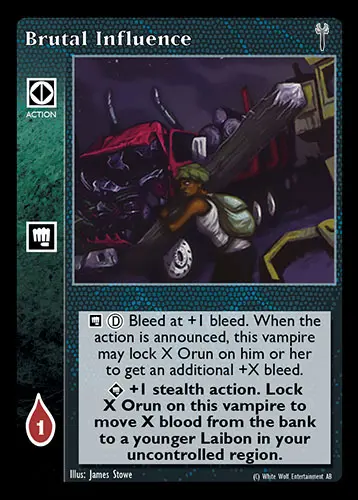 Brutal Influence
ACTION
D Bleed at +1 bleed. When the
action is announced, this vampire
may lock X Orun on him or her
to get an additional +X bleed.
+1 stealth action. Lock
X Orun on this vampire to
move X blood from the bank
to a younger Laibon in your
uncontrolled region.
1
Illus: James Stowe
(C) White Wolf Entertainment AB